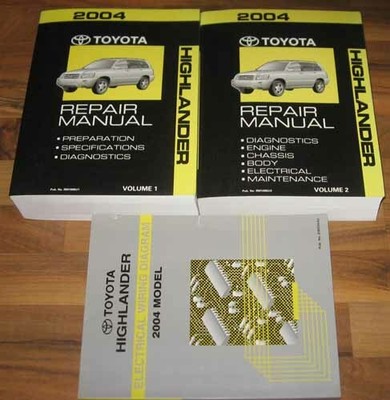 2004
TOYOTA
HIGHLANDER
REPAIR
MANUAL
• PREPARATION
• SPECIFICATIONS
• DIAGNOSTICS
VOLUME 1
2004
TOYOTA
HIGHLANDER
REPAIR
MANUAL
• DIAGNOSTICS
• ENGINE
• CHASSIS
• BODY
• ELECTRICAL
• MAINTENANCE
VOLUME 2
TOYOTA
HIGHLANDER
ELECTRICAL WIRING DIAGRAM
2004 MODEL